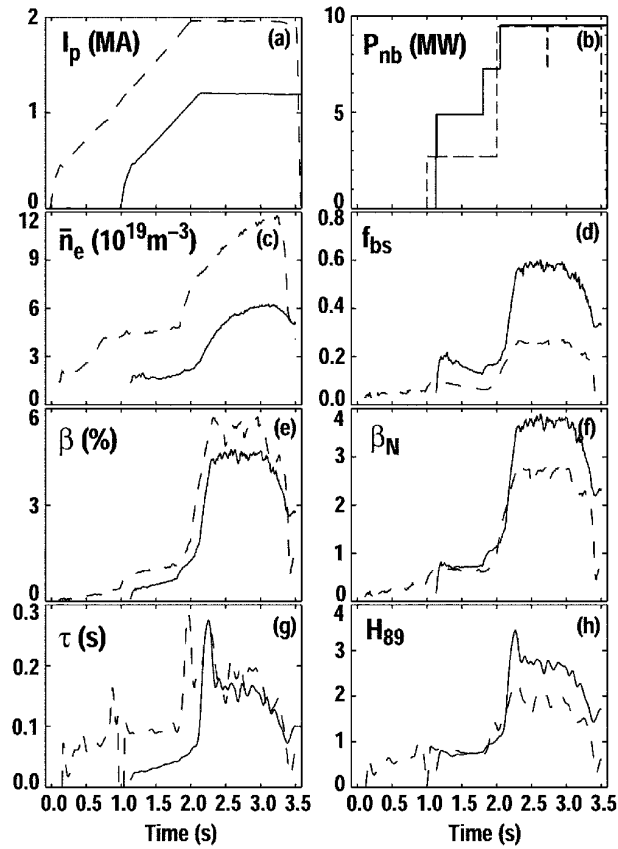 2
I_p (MA)
(a)
1
0
10
P_nb (MW)
(b)
5
0
12
n̄_e (10^19 m^−3)
(c)
9
6
3
0
0.8
f_bs
(d)
0.6
0.4
0.2
0.0
6
β (%)
(e)
3
0
4
β_N
(f)
3
2
1
0
0.3
τ (s)
(g)
0.2
0.1
0.0
0.0 0.5 1.0 1.5 2.0 2.5 3.0 3.5
Time (s)
4
H_89
(h)
3
2
1
0
0.0 0.5 1.0 1.5 2.0 2.5 3.0 3.5
Time (s)